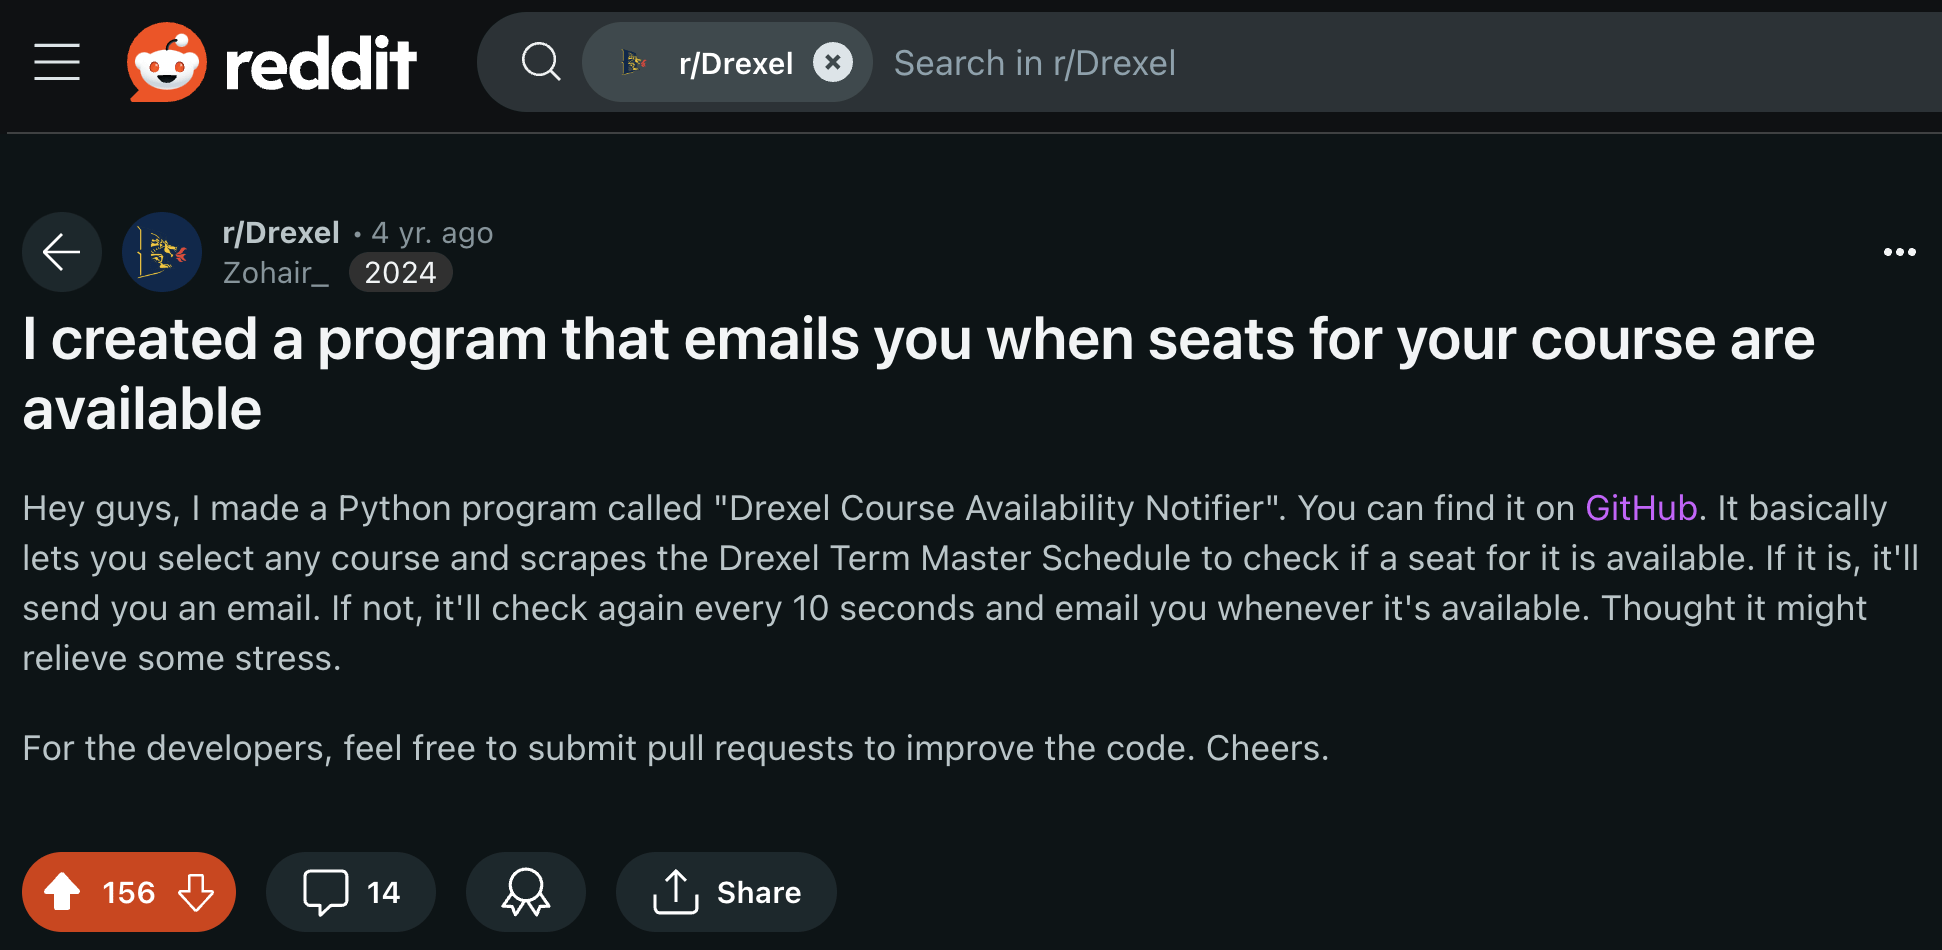 reddit
r/Drexel
Search in r/Drexel
r/Drexel • 4 yr. ago
Zohair_ 2024
I created a program that emails you when seats for your course are
available
Hey guys, I made a Python program called "Drexel Course Availability Notifier". You can find it on GitHub. It basically
lets you select any course and scrapes the Drexel Term Master Schedule to check if a seat for it is available. If it is, it'll
send you an email. If not, it'll check again every 10 seconds and email you whenever it's available. Thought it might
relieve some stress.
For the developers, feel free to submit pull requests to improve the code. Cheers.
156
14
Share